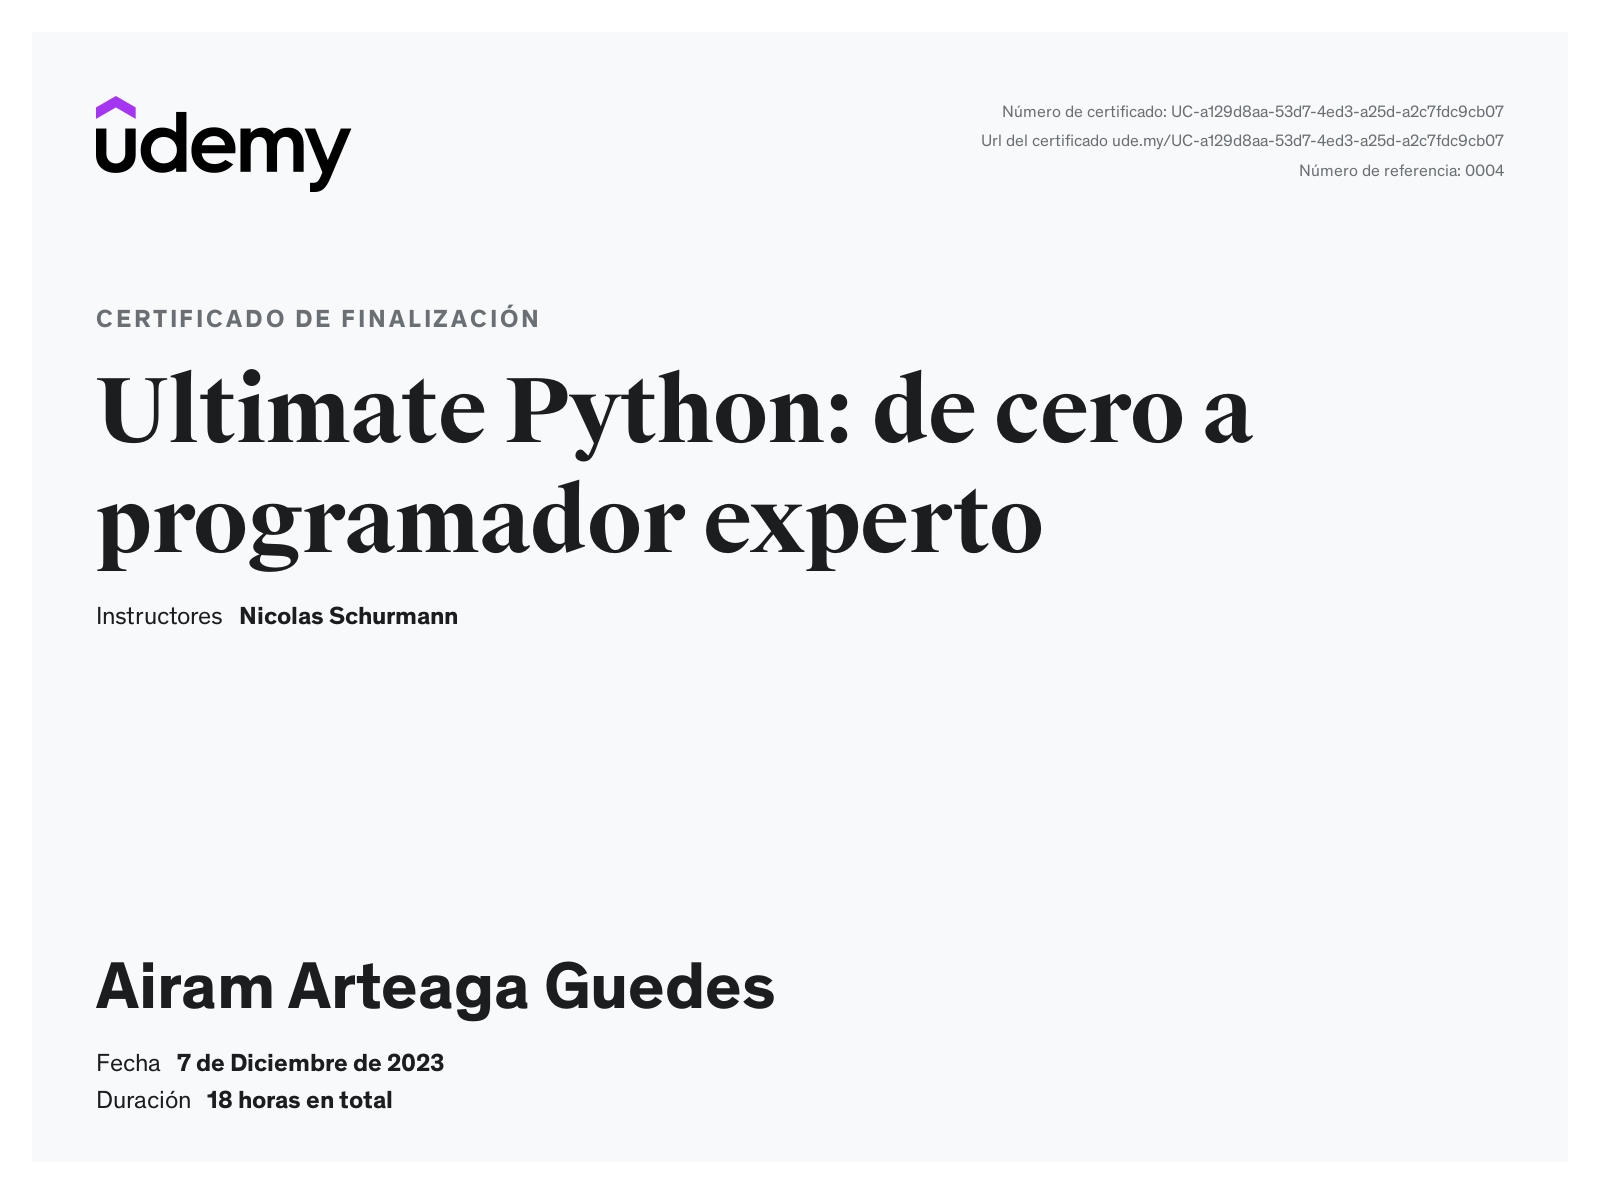 udemy
Número de certificado: UC-a129d8aa-53d7-4ed3-a25d-a2c7fdc9cb07
Url del certificado ude.my/UC-a129d8aa-53d7-4ed3-a25d-a2c7fdc9cb07
Número de referencia: 0004
CERTIFICADO DE FINALIZACIÓN
Ultimate Python: de cero a
programador experto
Instructores Nicolas Schurmann
Airam Arteaga Guedes
Fecha 7 de Diciembre de 2023
Duración 18 horas en total